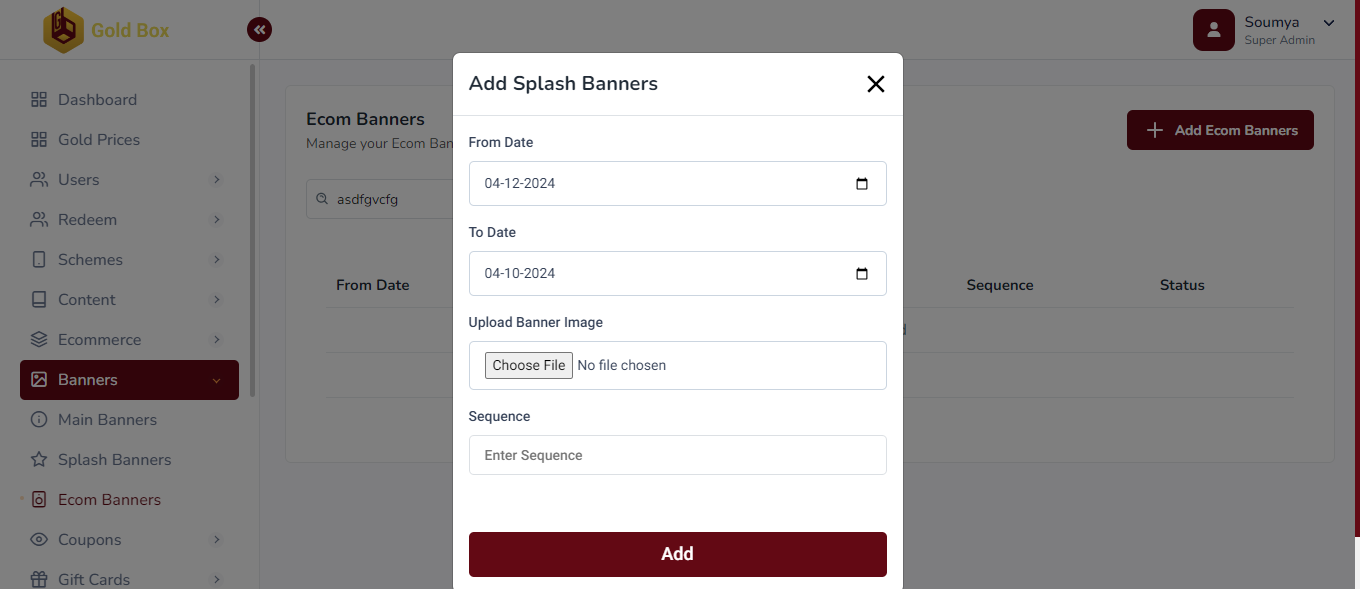 Gold Box
Soumya
Super Admin
Dashboard
Gold Prices
Users
Redeem
Schemes
Content
Ecommerce
Banners
Main Banners
Splash Banners
Ecom Banners
Coupons
Gift Cards
Ecom Banners
Manage your Ecom Ban
Add Ecom Banners
asdfgvcfg
From Date
Sequence
Status
Add Splash Banners
From Date
04-12-2024
To Date
04-10-2024
Upload Banner Image
Choose File No file chosen
Sequence
Enter Sequence
Add